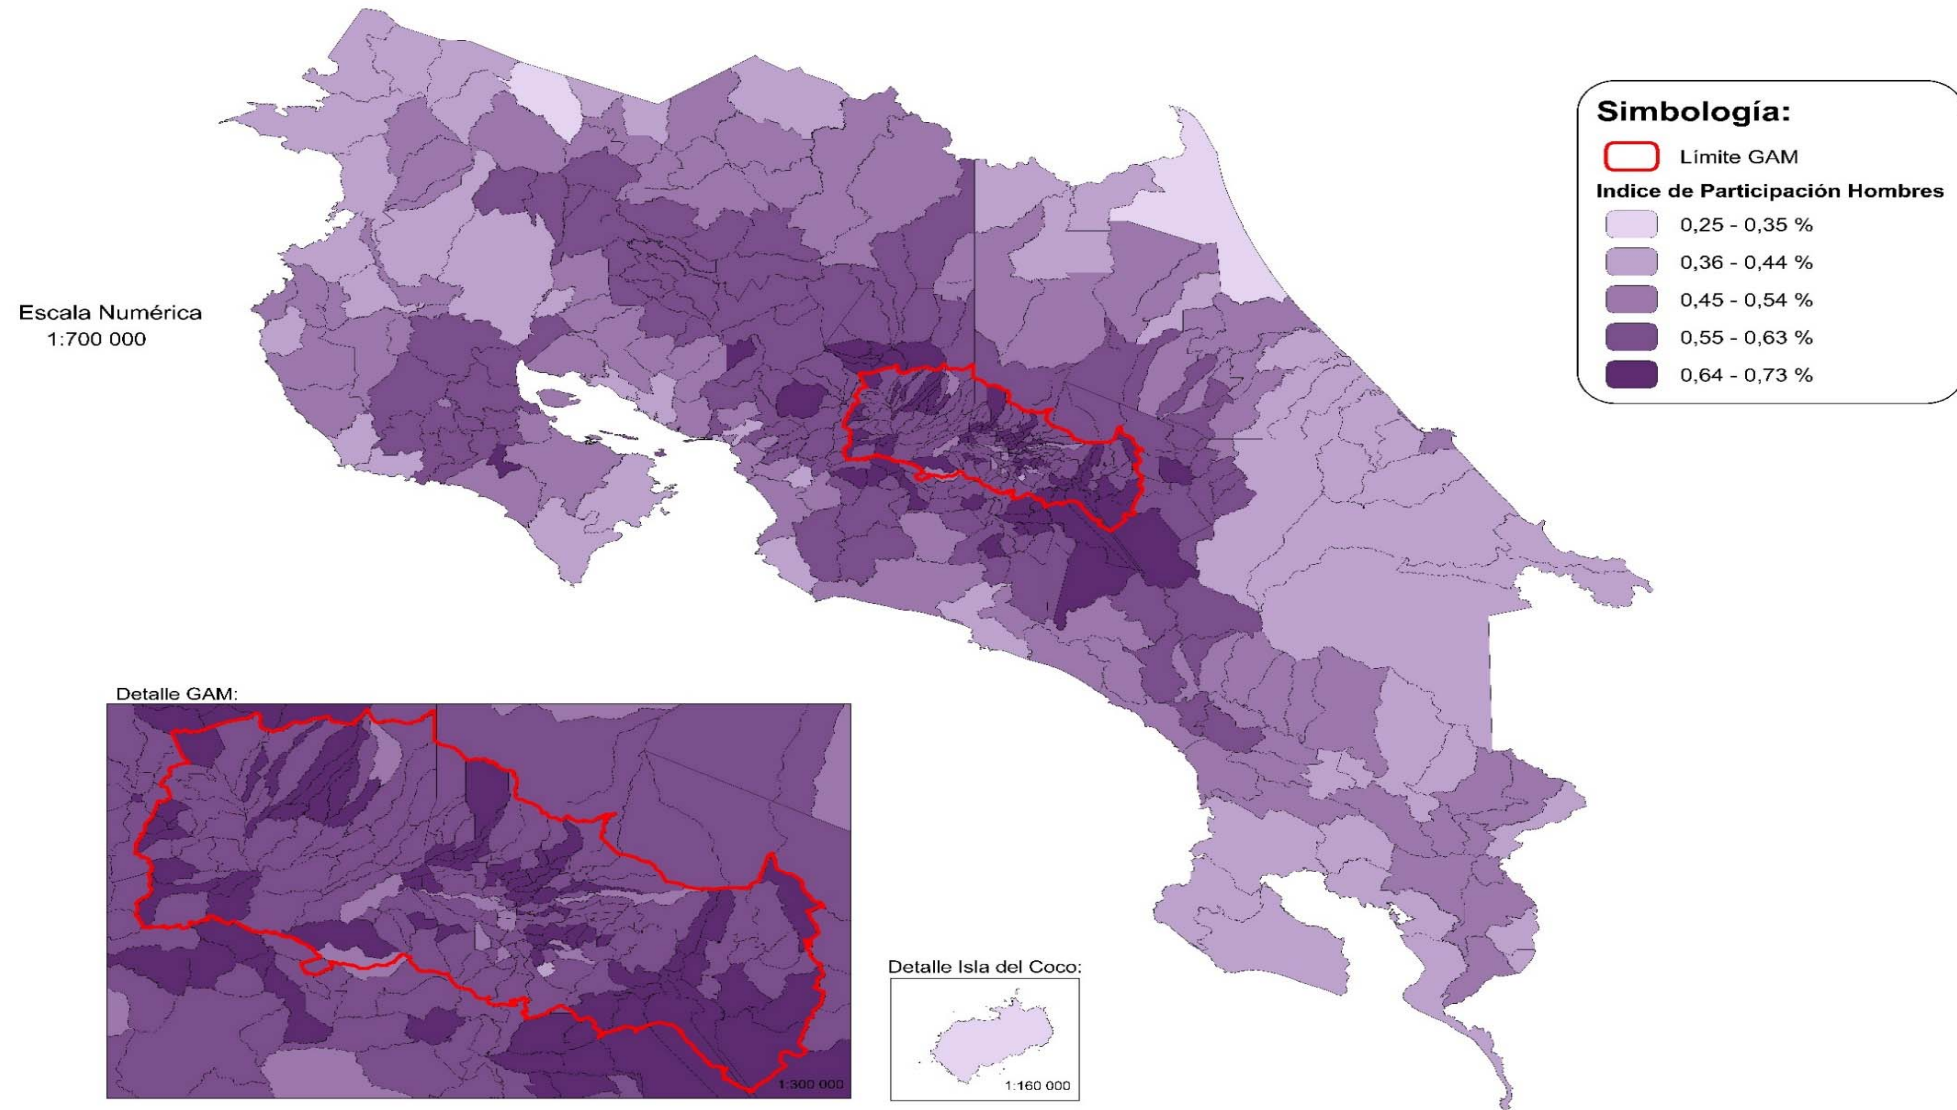 Simbología:
Límite GAM
Indice de Participación Hombres
0,25 - 0,35 %
0,36 - 0,44 %
0,45 - 0,54 %
0,55 - 0,63 %
0,64 - 0,73 %
Escala Numérica
1:700 000
Detalle GAM:
1:300 000
Detalle Isla del Coco:
1:160 000